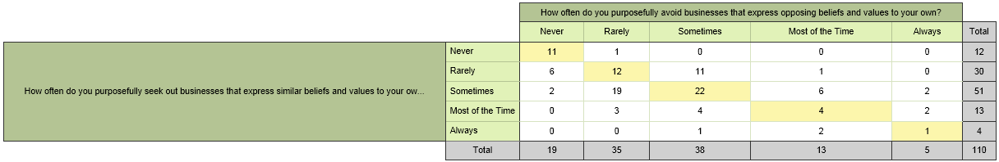 How often do you purposefully avoid businesses that express opposing beliefs and values to your own?
Never Rarely Sometimes Most of the Time Always Total
How often do you purposefully seek out businesses that express similar beliefs and values to your ow...
Never 11 1 0 0 0 12
Rarely 6 12 11 1 0 30
Sometimes 2 19 22 6 2 51
Most of the Time 0 3 4 4 2 13
Always 0 0 1 2 1 4
Total 19 35 38 13 5 110